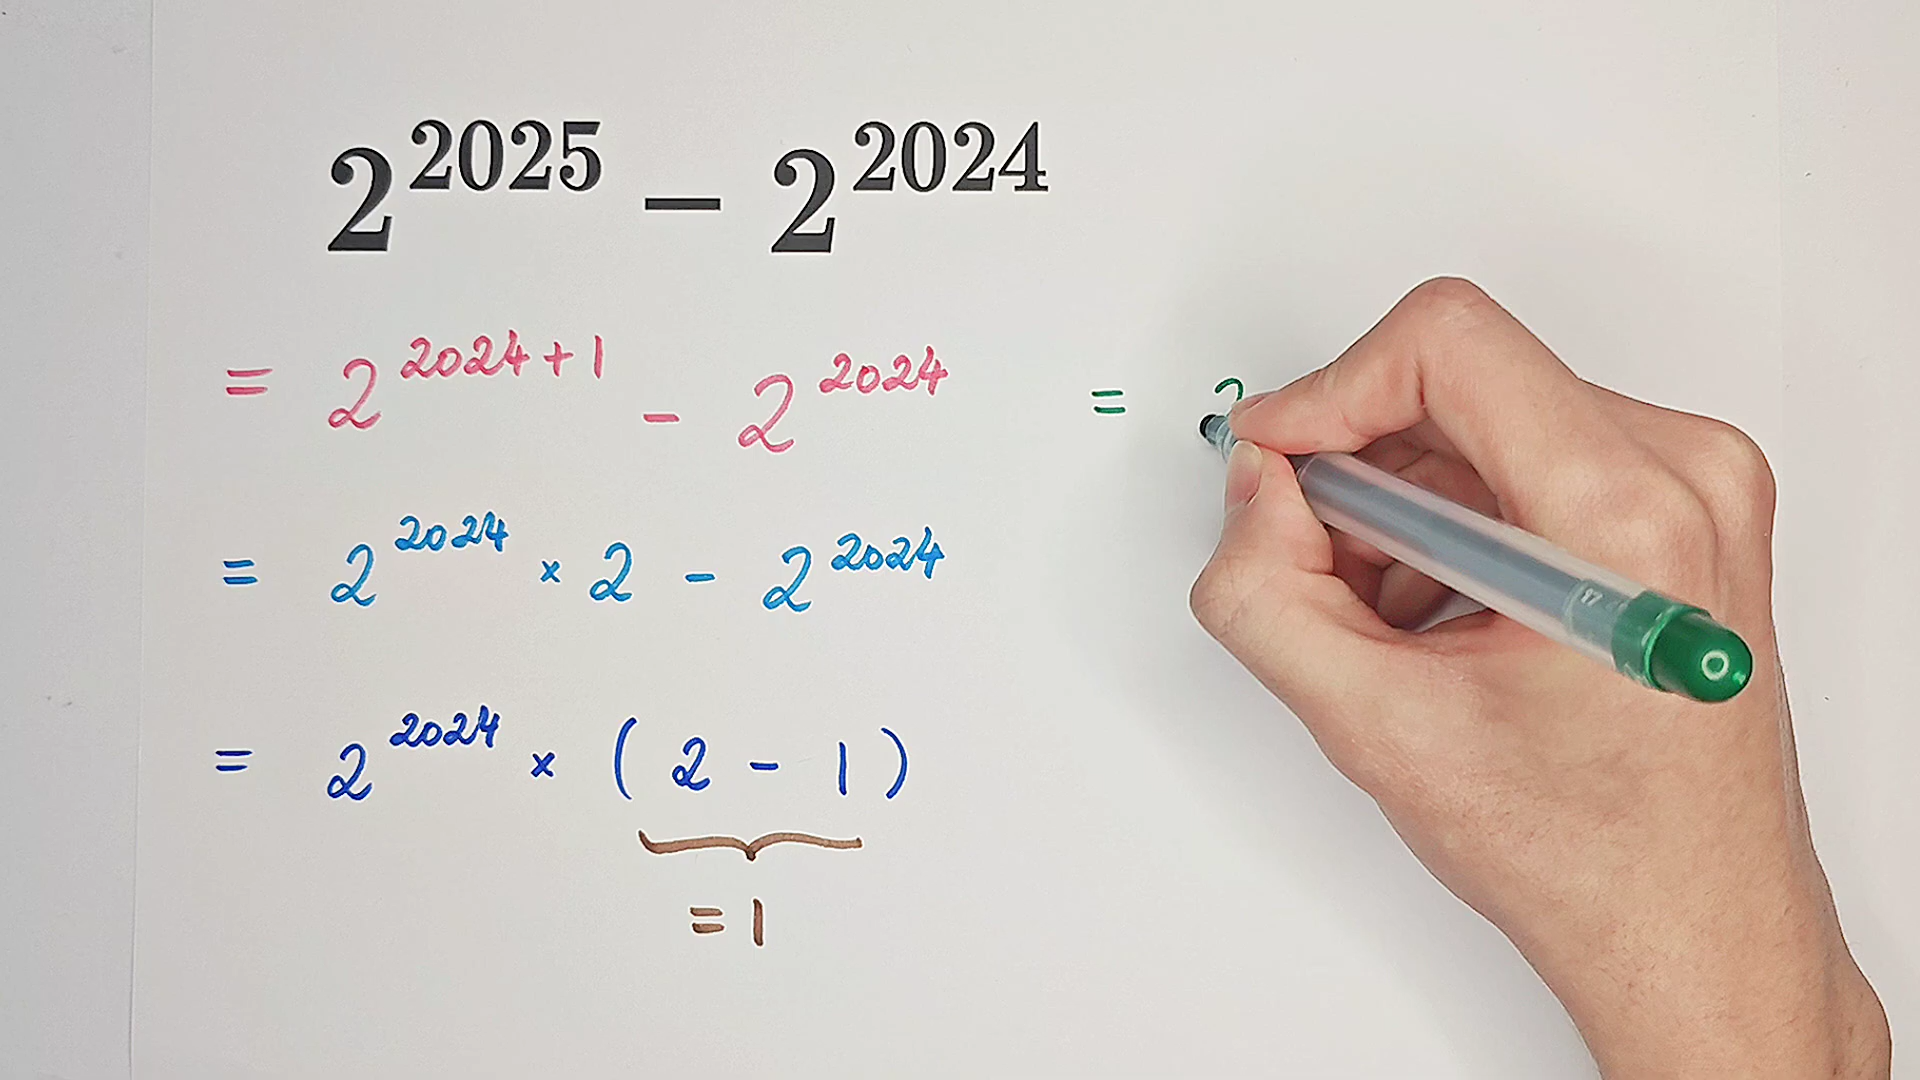 2^2025 − 2^2024
= 2^2024+1 - 2^2024
= 2^2024 × 2 - 2^2024
= 2^2024 × ( 2 - 1 )
= 1
= 2